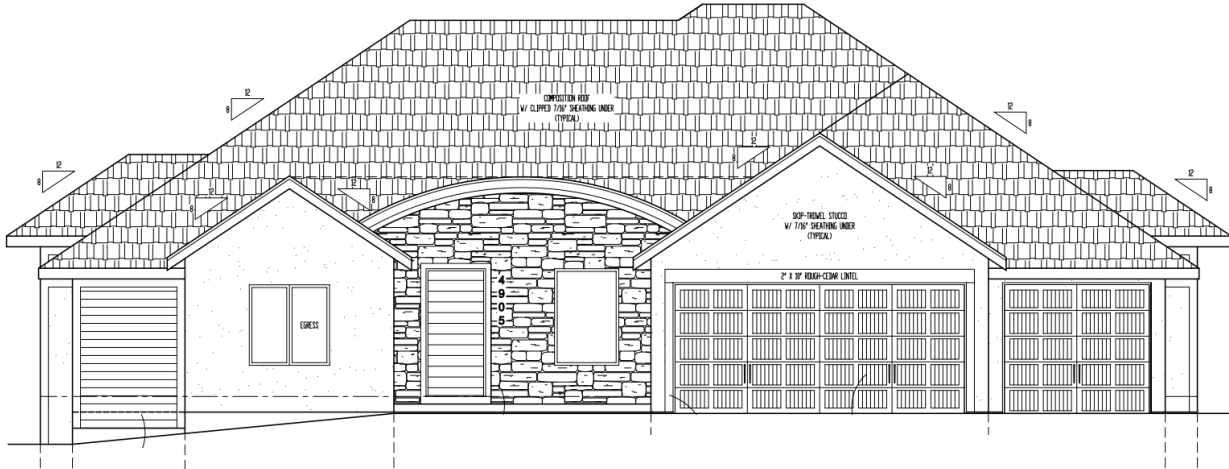 12
8
COMPOSITION ROOF
W/ CLIPPED 7/16" SHEATHING UNDER
(TYPICAL)
12
8
12
8
12
8
12
8
12
8
12
8
12
8
SKIP-TROWEL STUCCO
W/ 7/16" SHEATHING UNDER
(TYPICAL)
2" X 10" ROUGH-CEDAR LINTEL
4
9
0
5
EGRESS